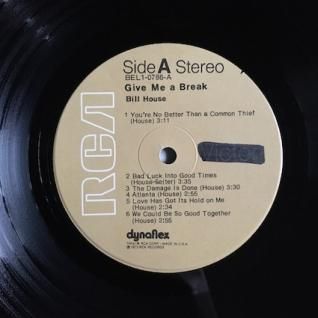 Side A Stereo
BEL1-0786-A
Give Me a Break
Bill House
1 You're No Better Than a Common Thief
(House) 3:11
RCA
Victor
2 Bad Luck Into Good Times
(House-Seiter) 3:35
3 The Damage Is Done (House) 3:30
4 Atlanta (House) 2:55
5 Love Has Got Its Hold on Me
(House) 2:34
6 We Could Be So Good Together
(House) 2:55
dynaflex